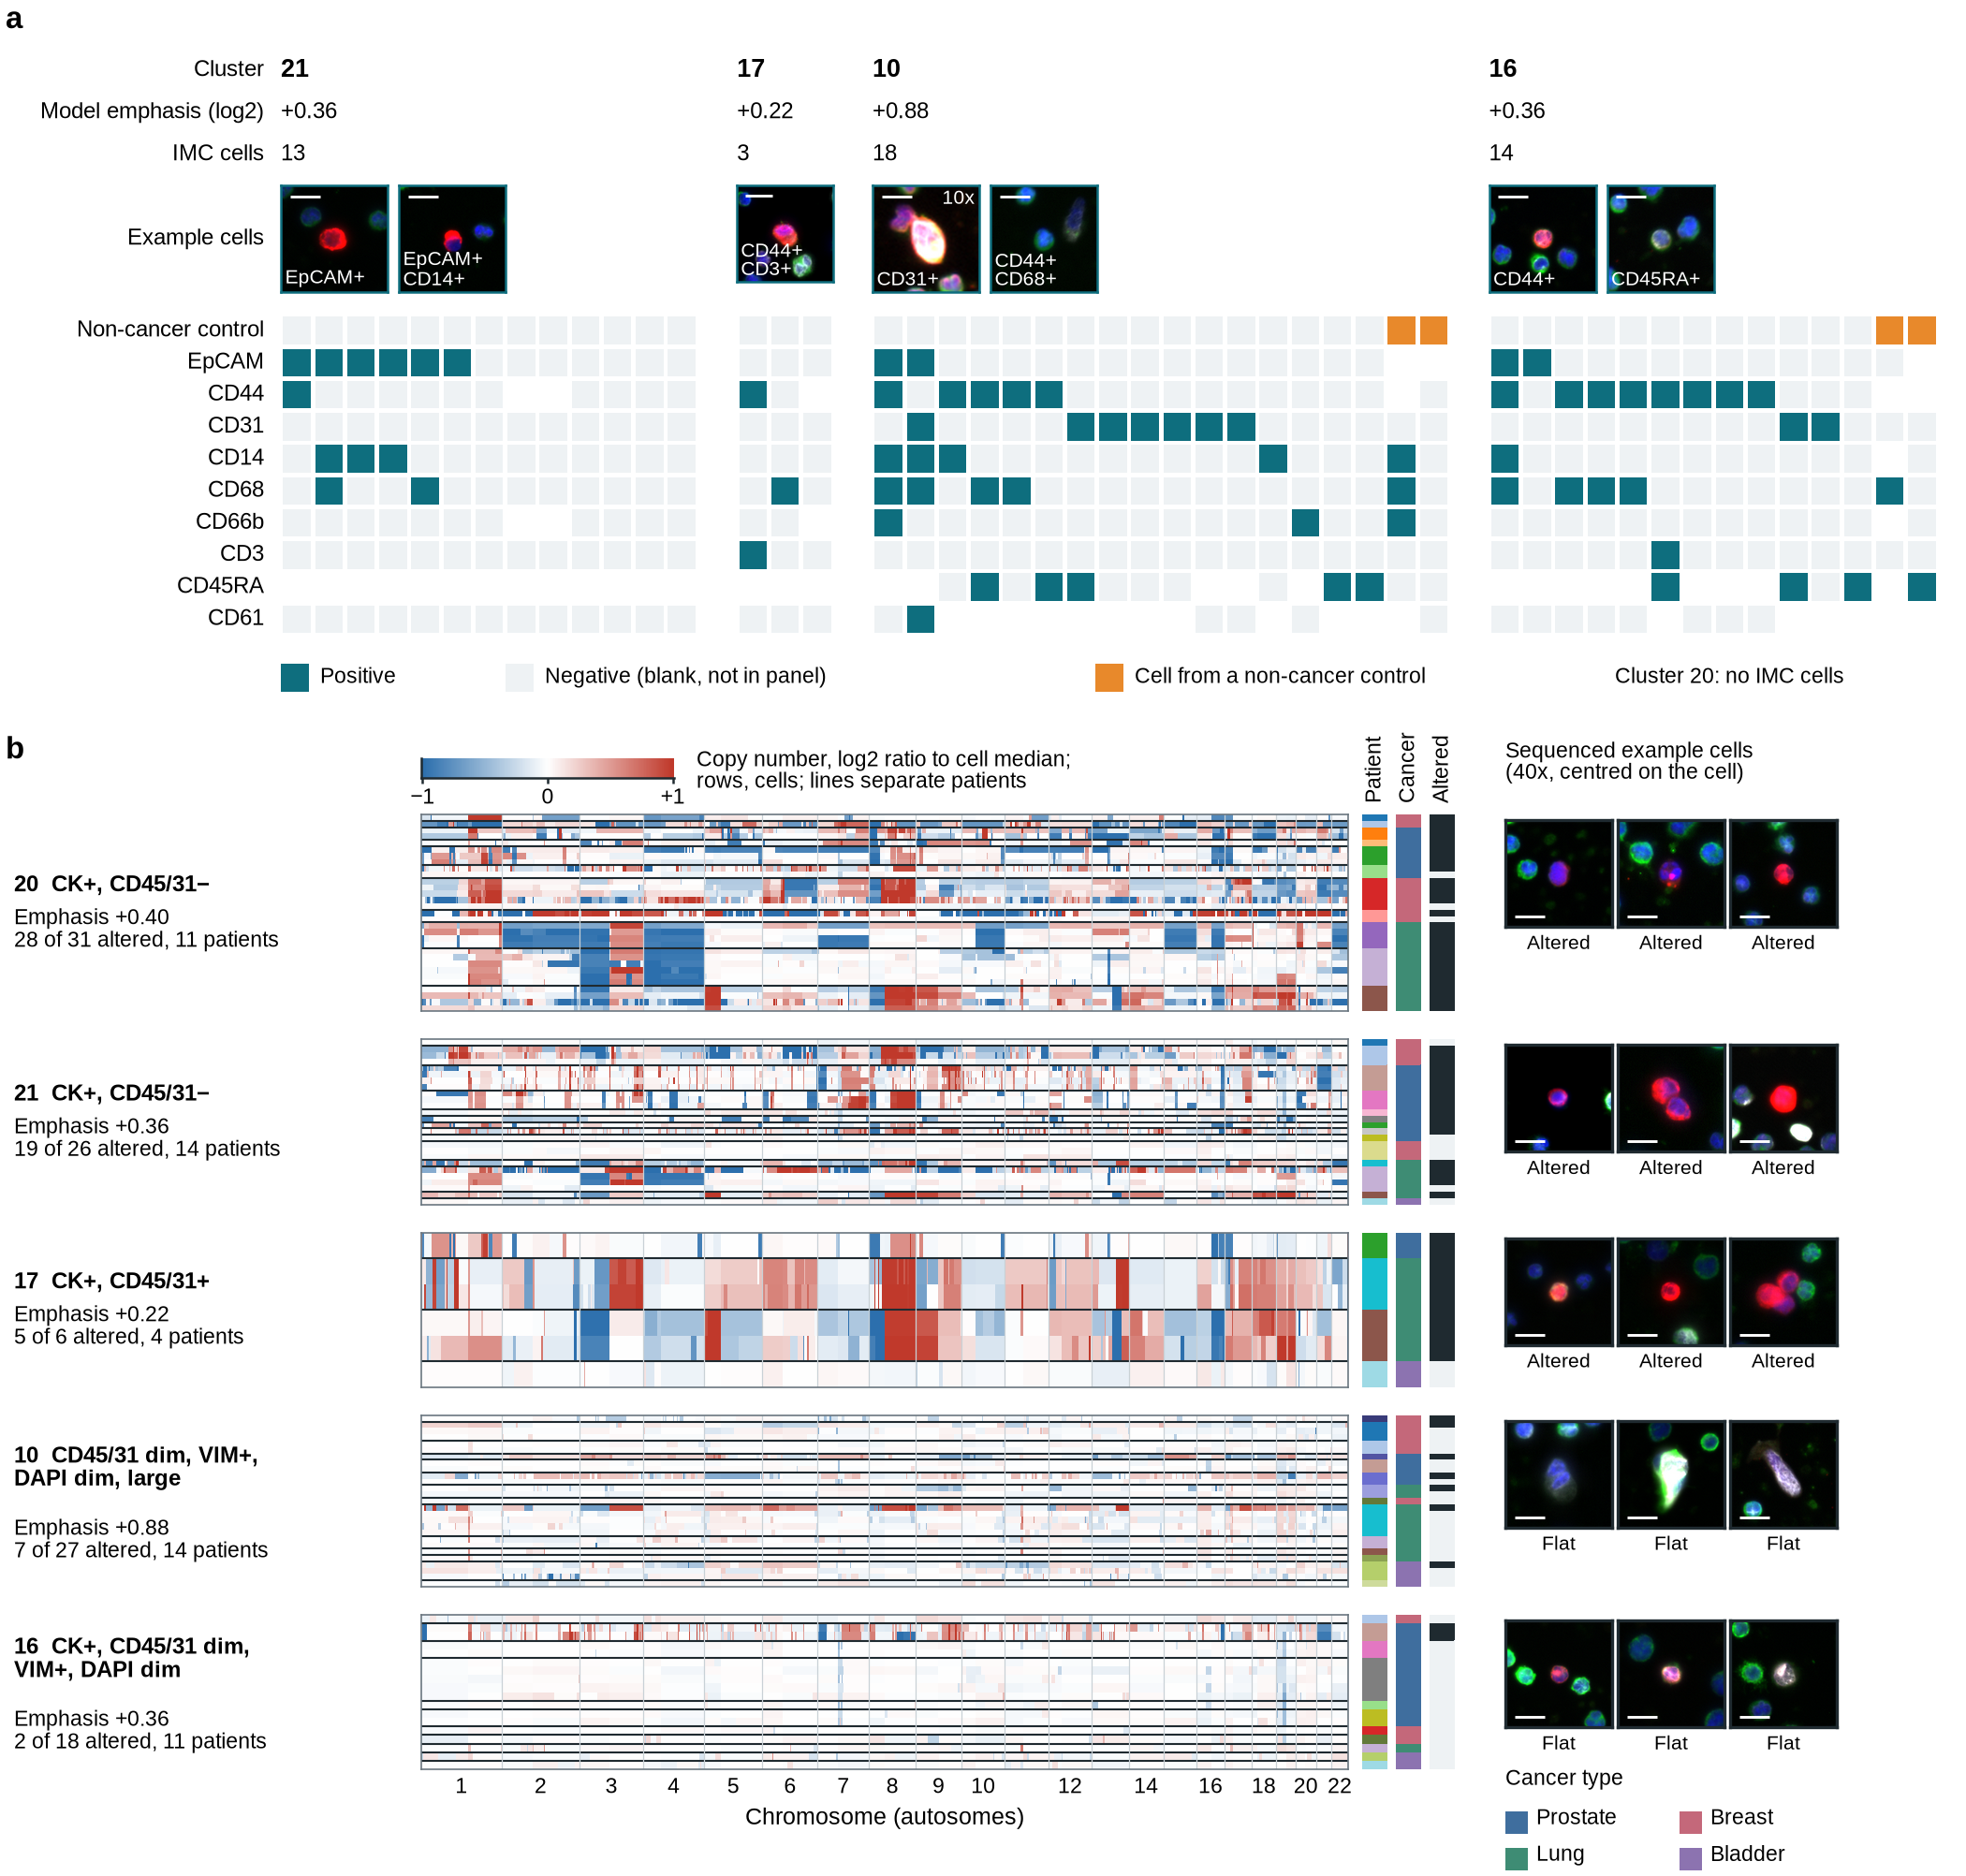 a
Cluster 21 17 10 16
Model emphasis (log2) +0.36 +0.22 +0.88 +0.36
IMC cells 13 3 18 14
Example cells
EpCAM+
EpCAM+
CD14+
CD44+
CD3+
10x
CD31+
CD44+
CD68+
CD44+
CD45RA+
Non-cancer control
EpCAM
CD44
CD31
CD14
CD68
CD66b
CD3
CD45RA
CD61
Positive Negative (blank, not in panel) Cell from a non-cancer control Cluster 20: no IMC cells
b
−1 0 +1
Copy number, log2 ratio to cell median;
rows, cells; lines separate patients
Patient
Cancer
Altered
Sequenced example cells
(40x, centred on the cell)
20 CK+, CD45/31−
Emphasis +0.40
28 of 31 altered, 11 patients
Altered Altered Altered
21 CK+, CD45/31−
Emphasis +0.36
19 of 26 altered, 14 patients
Altered Altered Altered
17 CK+, CD45/31+
Emphasis +0.22
5 of 6 altered, 4 patients
Altered Altered Altered
10 CD45/31 dim, VIM+,
DAPI dim, large
Emphasis +0.88
7 of 27 altered, 14 patients
Flat Flat Flat
16 CK+, CD45/31 dim,
VIM+, DAPI dim
Emphasis +0.36
2 of 18 altered, 11 patients
Flat Flat Flat
1 2 3 4 5 6 7 8 9 10 12 14 16 18 20 22
Chromosome (autosomes)
Cancer type
Prostate Breast
Lung Bladder